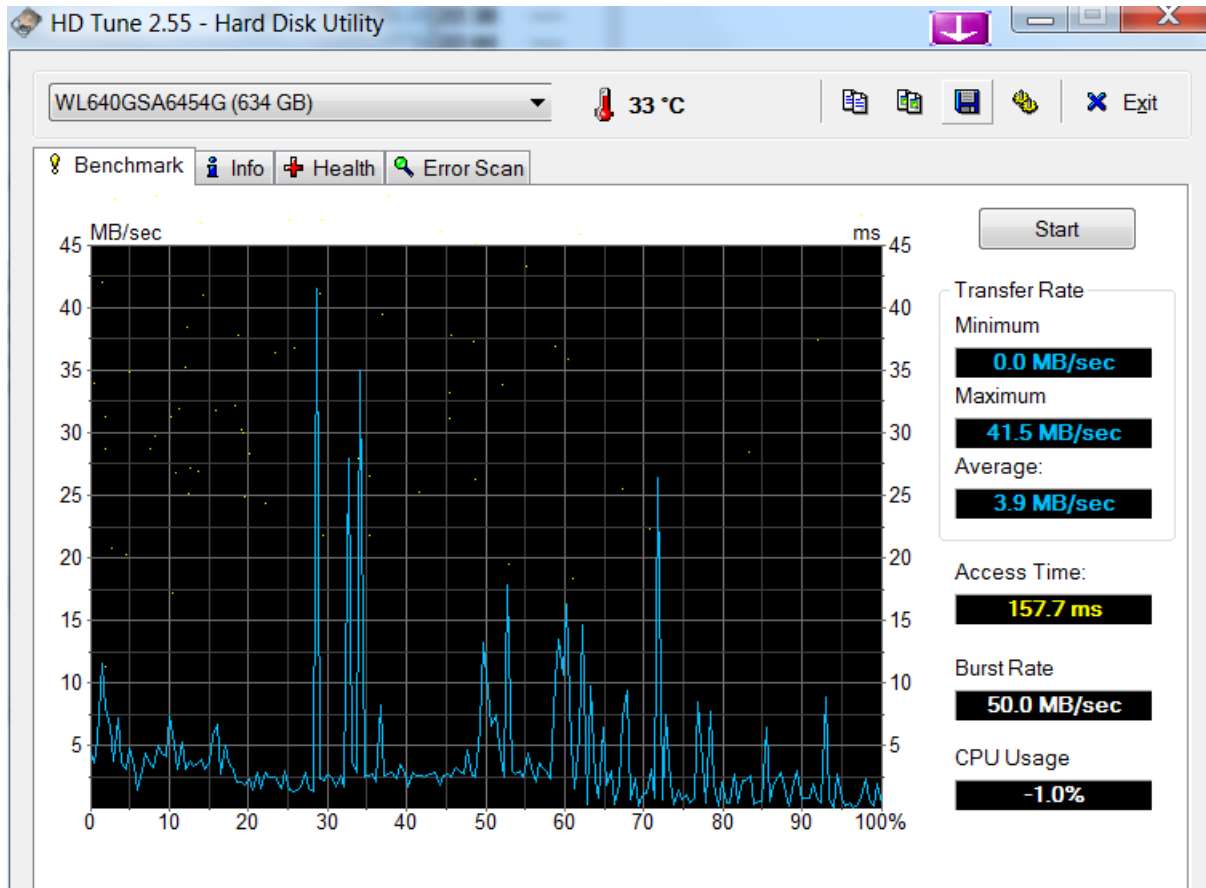 HD Tune 2.55 - Hard Disk Utility
WL640GSA6454G (634 GB)
33 °C
Exit
Benchmark
Info
Health
Error Scan
MB/sec
ms
45
40
35
30
25
20
15
10
5
45
40
35
30
25
20
15
10
5
0
10
20
30
40
50
60
70
80
90
100%
Start
Transfer Rate
Minimum
0.0 MB/sec
Maximum
41.5 MB/sec
Average:
3.9 MB/sec
Access Time:
157.7 ms
Burst Rate
50.0 MB/sec
CPU Usage
-1.0%